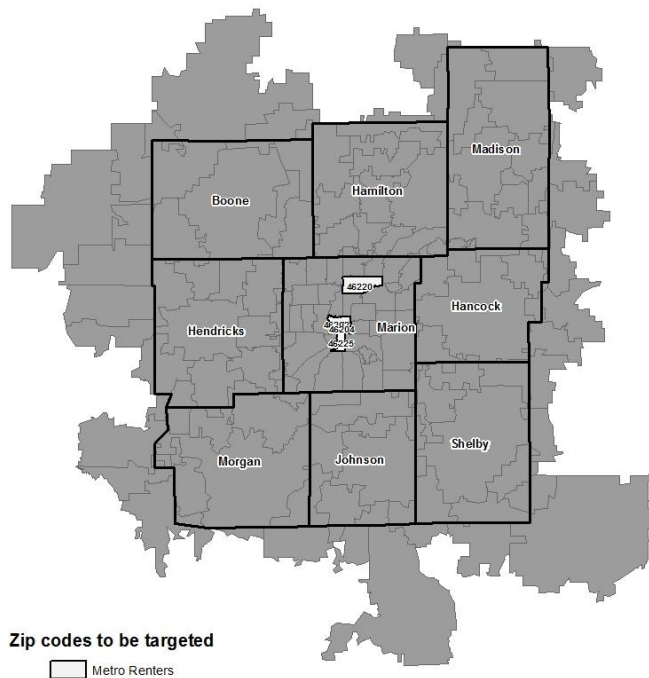 Madison
Hamilton
Boone
46220
Hancock
Hendricks
Marion
46204
46225
Shelby
Johnson
Morgan
Zip codes to be targeted
Metro Renters